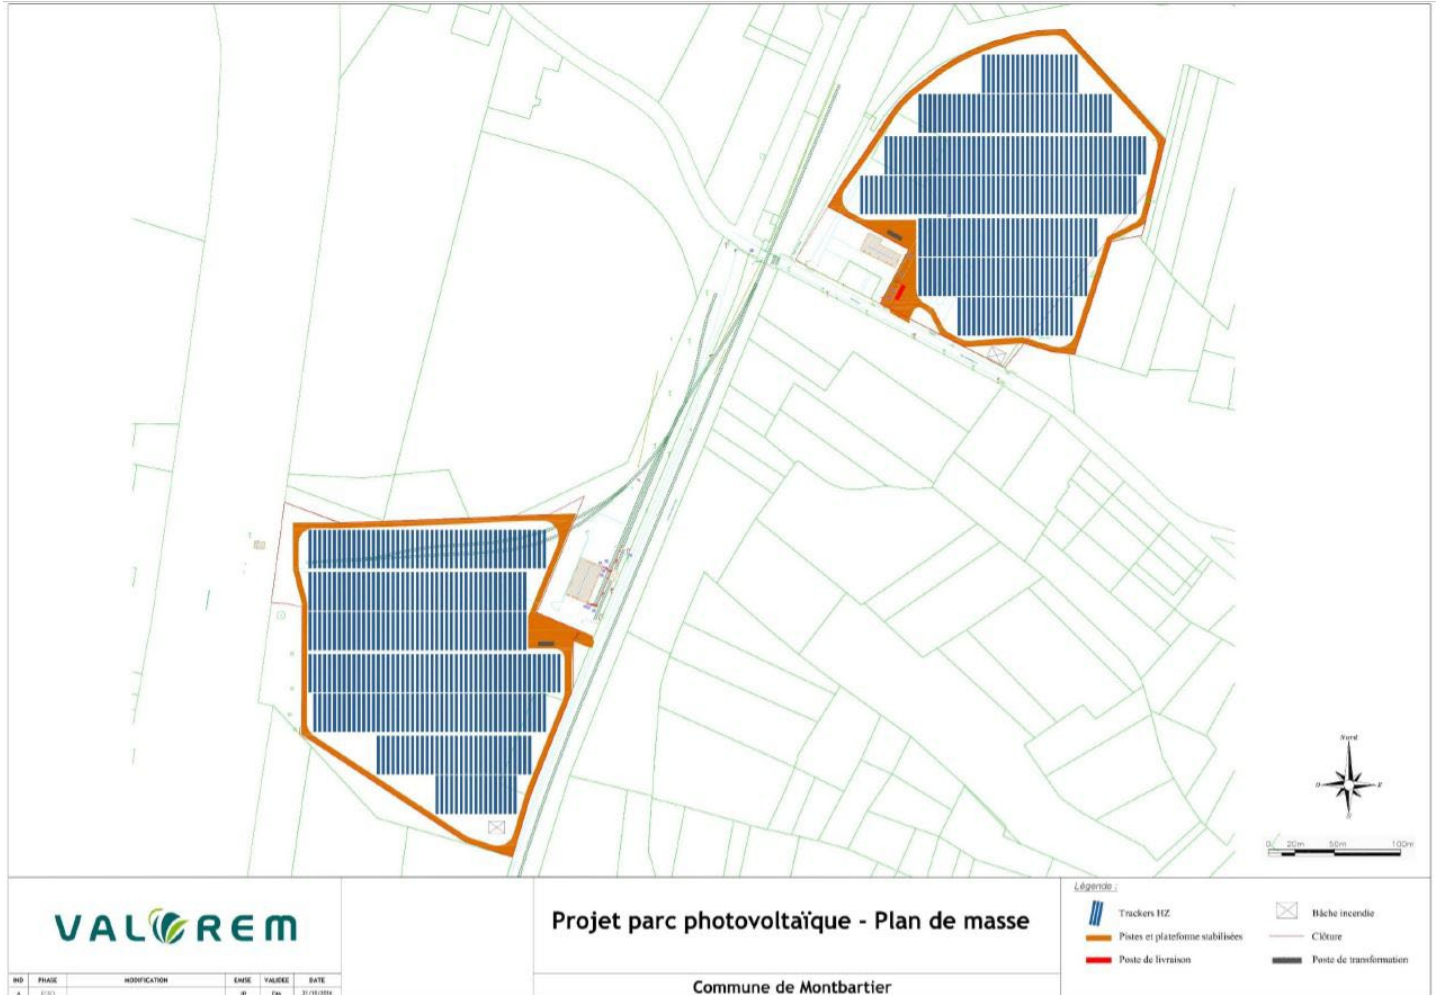 Nord
O
E
S
0 20m 50m 100m
VALOREM
Projet parc photovoltaïque - Plan de masse
Commune de Montbartier
Légende :
Trackers HZ
Pistes et plateforme stabilisées
Poste de livraison
Bâche incendie
Clôture
Poste de transformation
IND PHASE MODIFICATION EMISE VALIDEE DATE
A